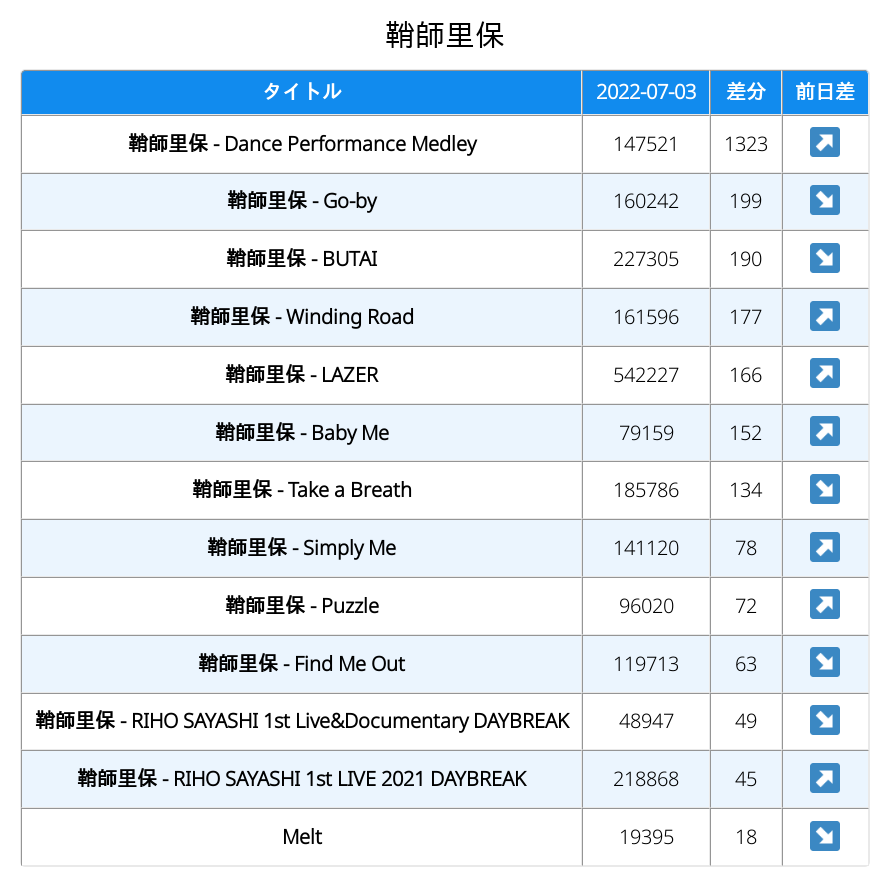 鞘師里保
タイトル 2022-07-03 差分 前日差
鞘師里保 - Dance Performance Medley 147521 1323 ↗
鞘師里保 - Go-by 160242 199 ↘
鞘師里保 - BUTAI 227305 190 ↘
鞘師里保 - Winding Road 161596 177 ↗
鞘師里保 - LAZER 542227 166 ↗
鞘師里保 - Baby Me 79159 152 ↗
鞘師里保 - Take a Breath 185786 134 ↘
鞘師里保 - Simply Me 141120 78 ↗
鞘師里保 - Puzzle 96020 72 ↗
鞘師里保 - Find Me Out 119713 63 ↘
鞘師里保 - RIHO SAYASHI 1st Live&Documentary DAYBREAK 48947 49 ↘
鞘師里保 - RIHO SAYASHI 1st LIVE 2021 DAYBREAK 218868 45 ↗
Melt 19395 18 ↘